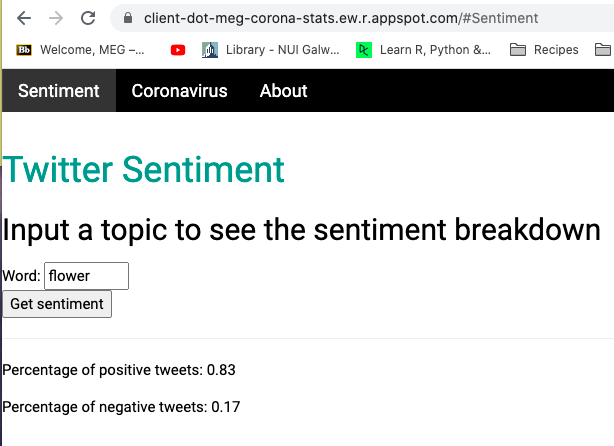 client-dot-meg-corona-stats.ew.r.appspot.com/#Sentiment
Bb Welcome, MEG –... Library - NUI Galw... DC Learn R, Python &... Recipes
Sentiment Coronavirus About
Twitter Sentiment
Input a topic to see the sentiment breakdown
Word: flower
Get sentiment
Percentage of positive tweets: 0.83
Percentage of negative tweets: 0.17